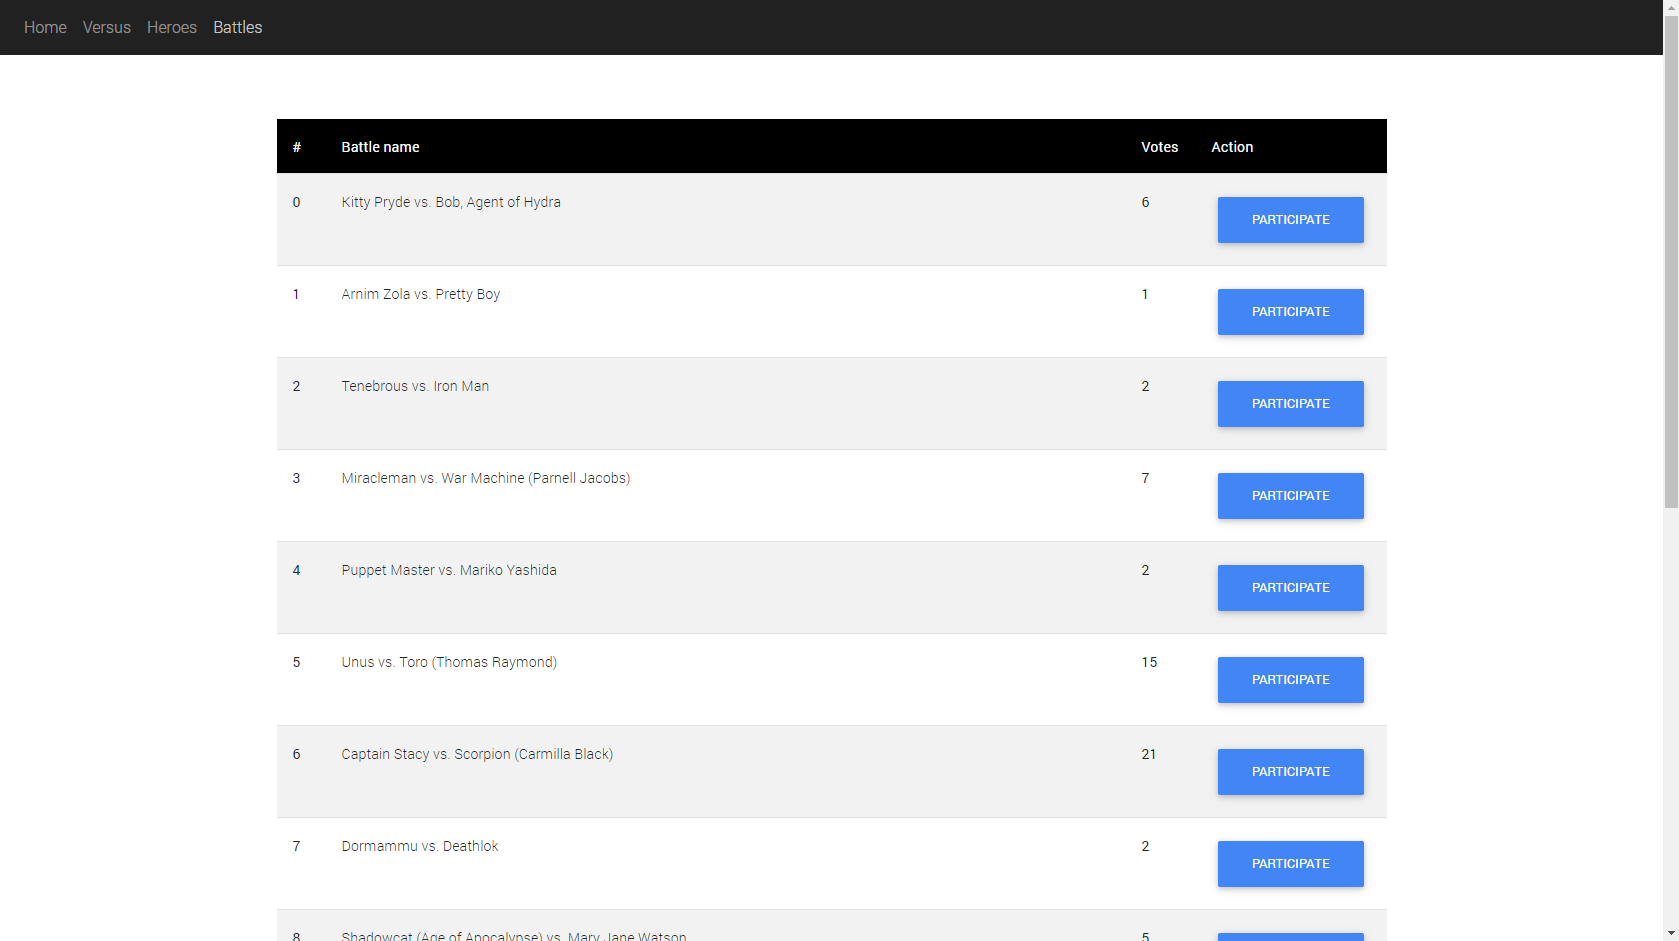 Home Versus Heroes Battles
# Battle name Votes Action
0 Kitty Pryde vs. Bob, Agent of Hydra 6 PARTICIPATE
1 Arnim Zola vs. Pretty Boy 1 PARTICIPATE
2 Tenebrous vs. Iron Man 2 PARTICIPATE
3 Miracleman vs. War Machine (Parnell Jacobs) 7 PARTICIPATE
4 Puppet Master vs. Mariko Yashida 2 PARTICIPATE
5 Unus vs. Toro (Thomas Raymond) 15 PARTICIPATE
6 Captain Stacy vs. Scorpion (Carmilla Black) 21 PARTICIPATE
7 Dormammu vs. Deathlok 2 PARTICIPATE
8 Shadowcat (Age of Apocalypse) vs. Mary Jane Watson 5